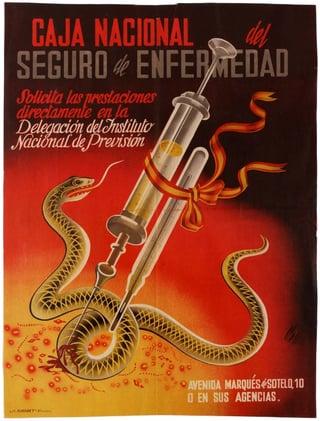 CAJA NACIONAL del
SEGURO de ENFERMEDAD
Solicita las prestaciones
directamente en la
Delegación del Instituto
Nacional de Previsión
AVENIDA MARQUÉS de SOTELO, 10
O EN SUS AGENCIAS.